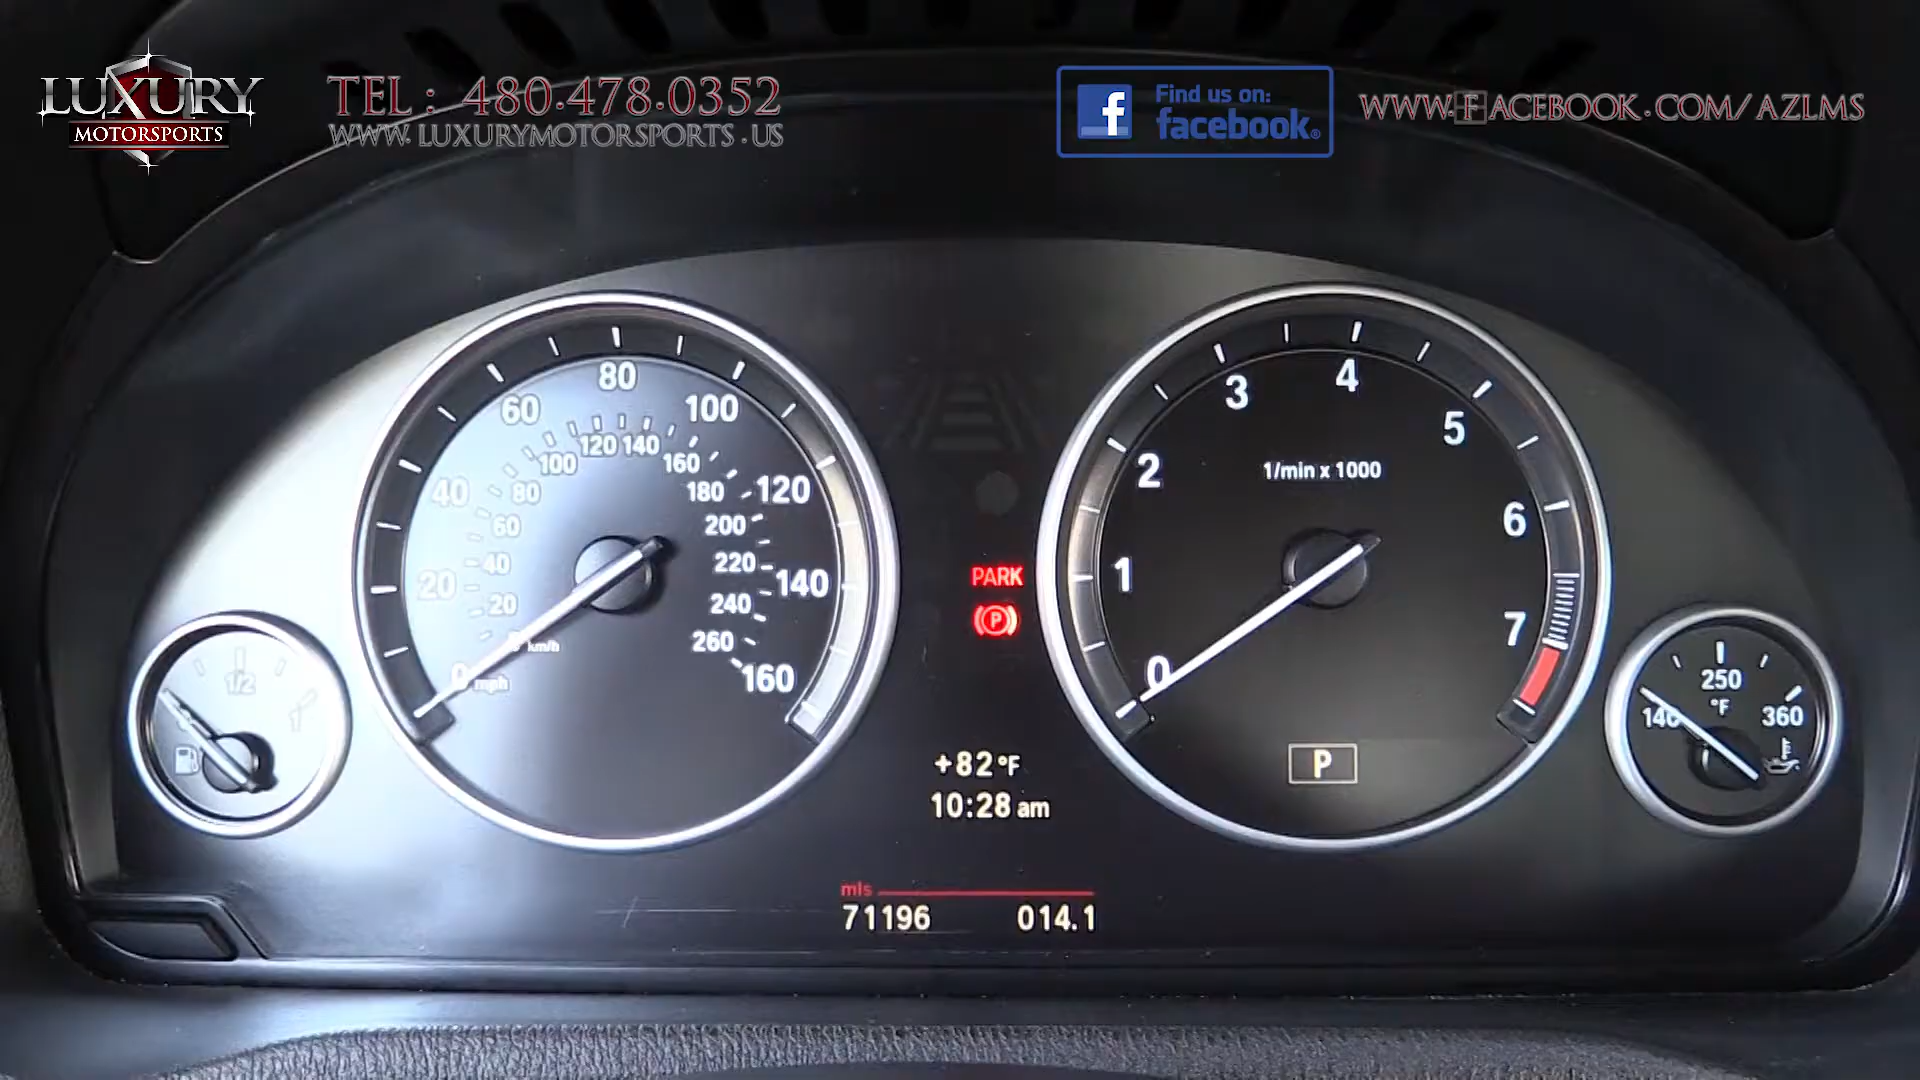 LUXURY
MOTORSPORTS
TEL : 480.478.0352
WWW.LUXURYMOTORSPORTS.US
f
Find us on:
facebook®
WWW.FACEBOOK.COM/AZLMS
0 20 40 60 80 100 120 140 160
mph
20 40 60 80 100 120 140 160 180 200 220 240 260
km/h
1/2
1
PARK
P
+82°F
10:28 am
mls
71196 014.1
0 1 2 3 4 5 6 7
1/min x 1000
P
140 250 360
°F